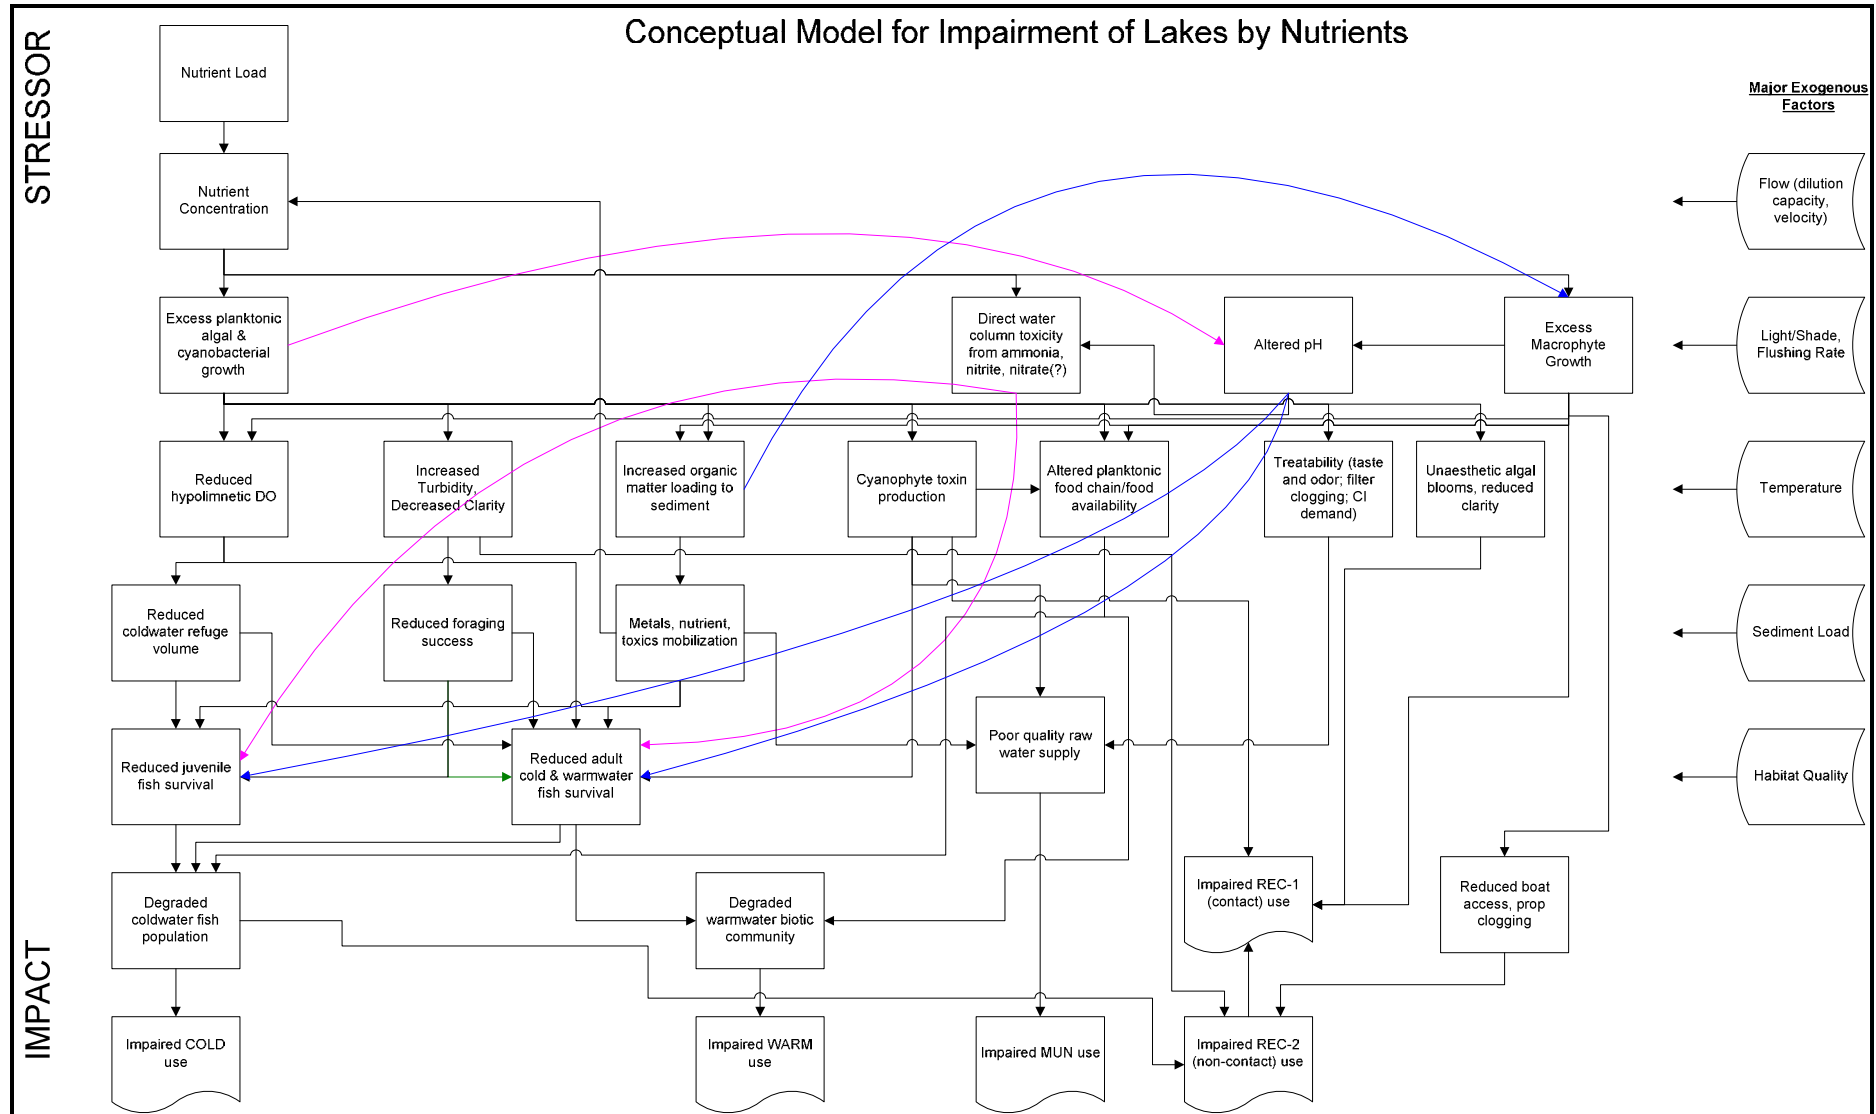 Conceptual Model for Impairment of Lakes by Nutrients
STRESSOR
Nutrient Load
Major Exogenous
Factors
Nutrient
Concentration
Flow (dilution
capacity,
velocity)
Excess planktonic
algal &
cyanobacterial
growth
Direct water
column toxicity
from ammonia,
nitrite, nitrate(?)
Altered pH
Excess
Macrophyte
Growth
Light/Shade,
Flushing Rate
Reduced
hypolimnetic DO
Increased
Turbidity,
Decreased Clarity
Increased organic
matter loading to
sediment
Cyanophyte toxin
production
Altered planktonic
food chain/food
availability
Treatability (taste
and odor; filter
clogging; Cl
demand)
Unaesthetic algal
blooms, reduced
clarity
Temperature
Reduced
coldwater refuge
volume
Reduced foraging
success
Metals, nutrient,
toxics mobilization
Sediment Load
Reduced juvenile
fish survival
Reduced adult
cold & warmwater
fish survival
Poor quality raw
water supply
Habitat Quality
IMPACT
Degraded
coldwater fish
population
Degraded
warmwater biotic
community
Impaired REC-1
(contact) use
Reduced boat
access, prop
clogging
Impaired COLD
use
Impaired WARM
use
Impaired MUN use
Impaired REC-2
(non-contact) use